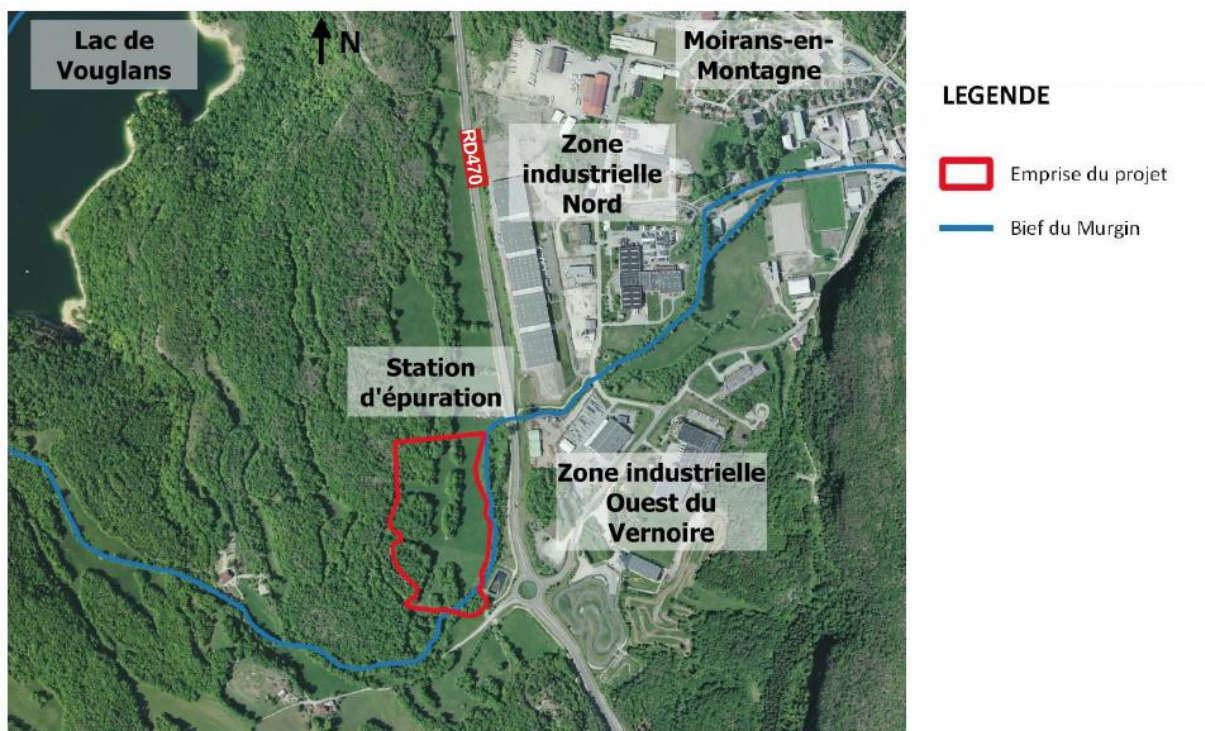 Lac de
Vouglans
N
Moirans-en-
Montagne
LEGENDE
RD470
Zone
industrielle
Nord
Emprise du projet
Bief du Murgin
Station
d'épuration
Zone industrielle
Ouest du
Vernoire